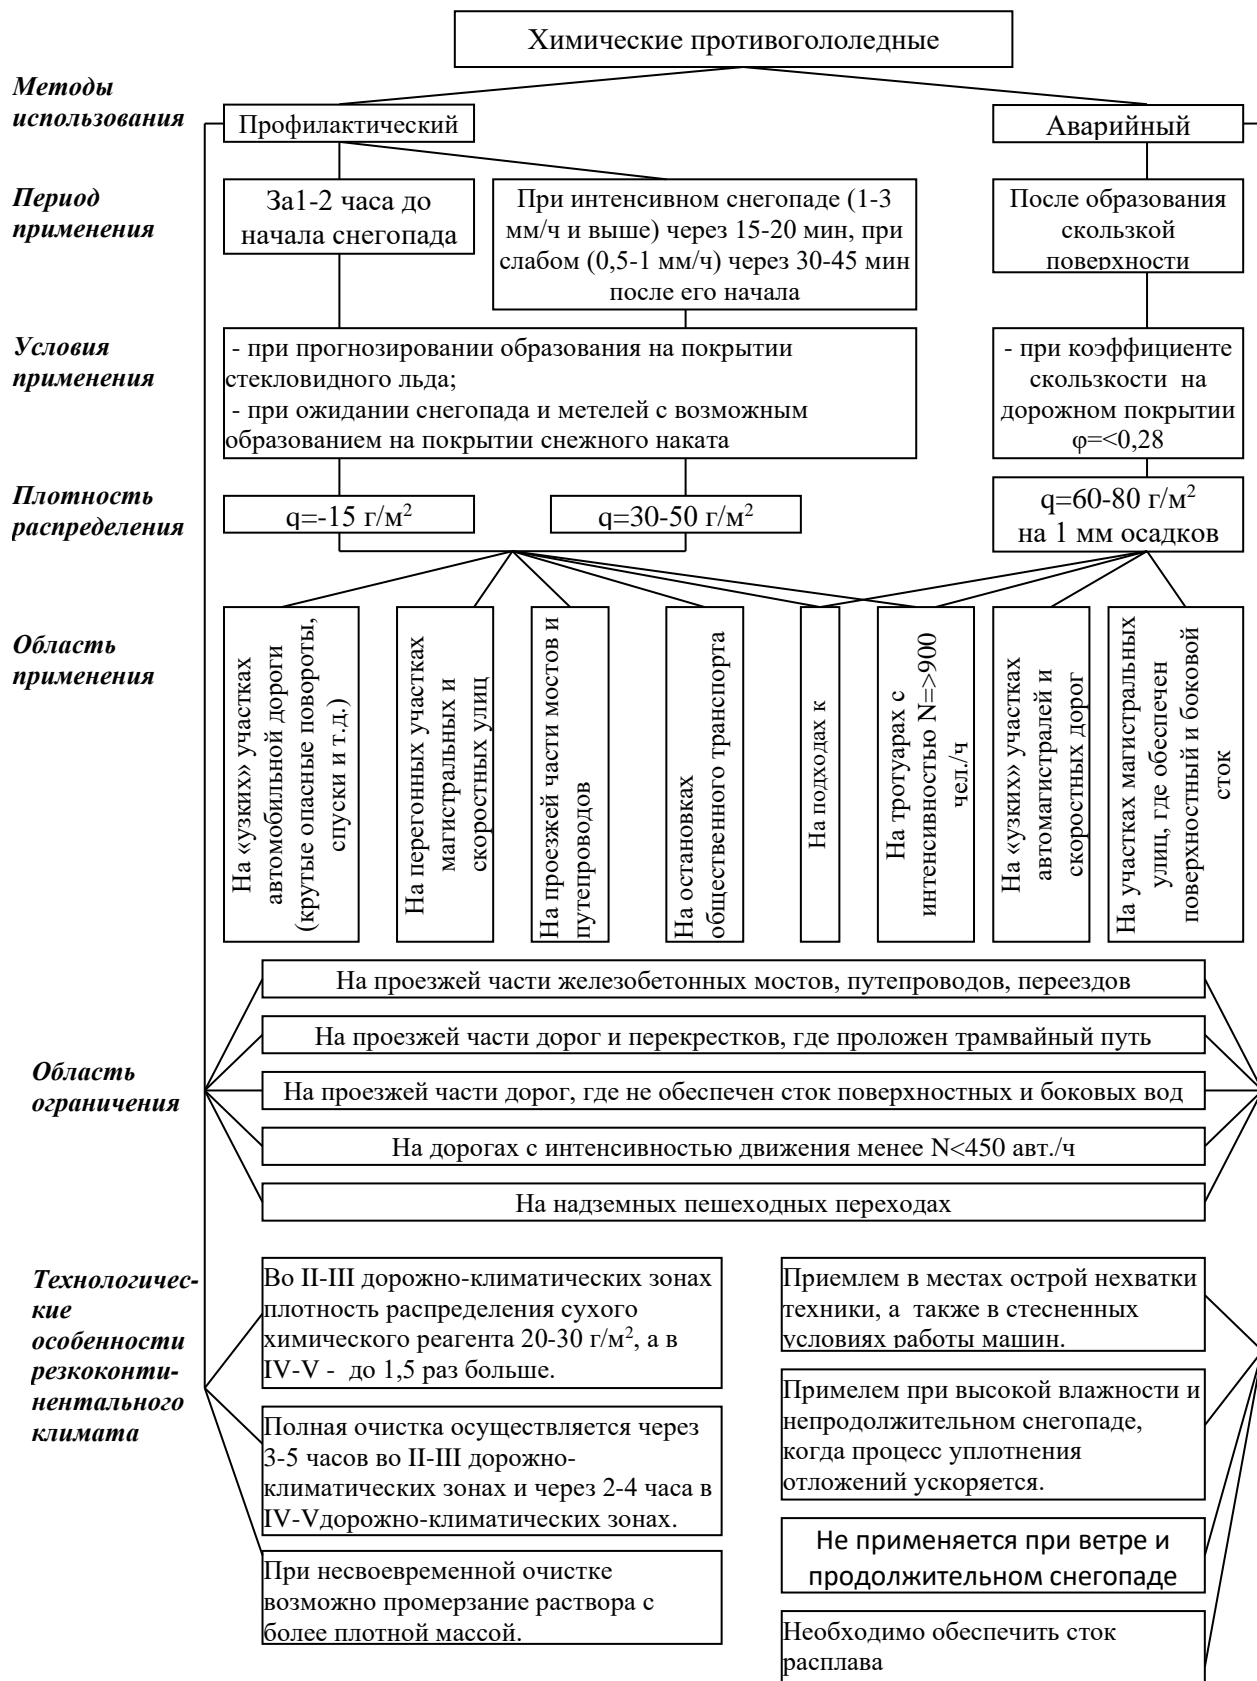 Химические противогололедные
Методы
использования
Профилактический
Аварийный
Период
применения
За1-2 часа до
начала снегопада
При интенсивном снегопаде (1-3
мм/ч и выше) через 15-20 мин, при
слабом (0,5-1 мм/ч) через 30-45 мин
после его начала
После образования
скользкой
поверхности
Условия
применения
- при прогнозировании образования на покрытии
стекловидного льда;
- при ожидании снегопада и метелей с возможным
образованием на покрытии снежного наката
- при коэффициенте
скользкости на
дорожном покрытии
φ=<0,28
Плотность
распределения
q=-15 г/м²
q=30-50 г/м²
q=60-80 г/м²
на 1 мм осадков
Область
применения
На «узких» участках
автомобильной дороги
(крутые опасные повороты,
спуски и т.д.)
На перегонных участках
магистральных и
скоростных улиц
На проезжей части мостов и
путепроводов
На остановках
общественного транспорта
На подходах к
На тротуарах с
интенсивностью N=>900
чел./ч
На «узких» участках
автомагистралей и
скоростных дорог
На участках магистральных
улиц, где обеспечен
поверхностный и боковой
сток
Область
ограничения
На проезжей части железобетонных мостов, путепроводов, переездов
На проезжей части дорог и перекрестков, где проложен трамвайный путь
На проезжей части дорог, где не обеспечен сток поверхностных и боковых вод
На дорогах с интенсивностью движения менее N<450 авт./ч
На надземных пешеходных переходах
Технологичес-
кие
особенности
резкоконти-
нентального
климата
Во II-III дорожно-климатических зонах
плотность распределения сухого
химического реагента 20-30 г/м², а в
IV-V - до 1,5 раз больше.
Полная очистка осуществляется через
3-5 часов во II-III дорожно-
климатических зонах и через 2-4 часа в
IV-Vдорожно-климатических зонах.
При несвоевременной очистке
возможно промерзание раствора с
более плотной массой.
Приемлем в местах острой нехватки
техники, а также в стесненных
условиях работы машин.
Примелем при высокой влажности и
непродолжительном снегопаде,
когда процесс уплотнения
отложений ускоряется.
Не применяется при ветре и
продолжительном снегопаде
Необходимо обеспечить сток
расплава